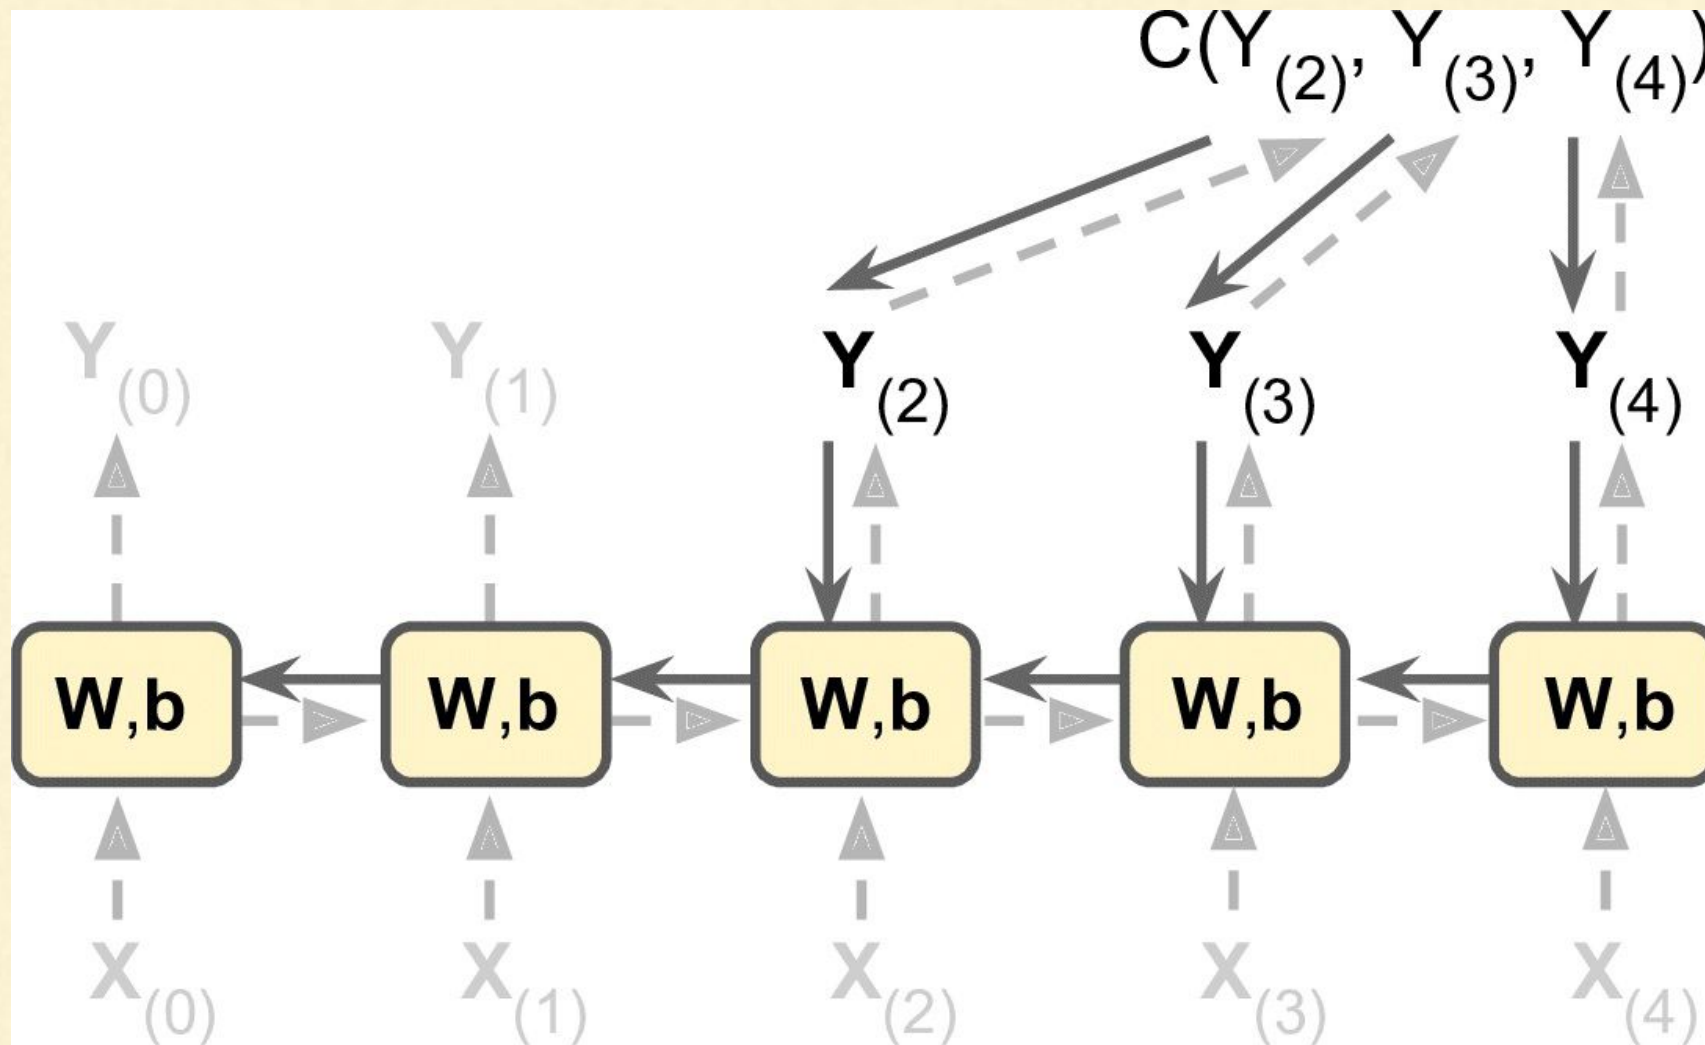 C(Y(2), Y(3), Y(4))
Y(0) Y(1) Y(2) Y(3) Y(4)
W,b W,b W,b W,b W,b
X(0) X(1) X(2) X(3) X(4)